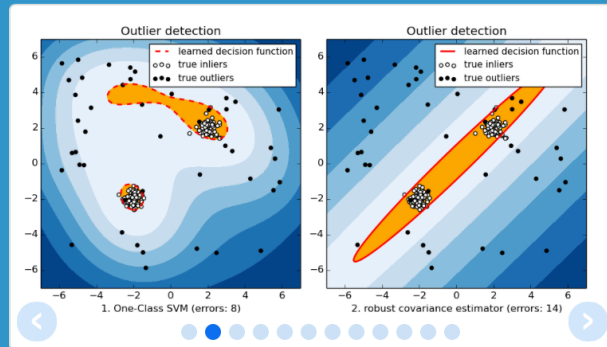 Outlier detection
learned decision function
true inliers
true outliers
6
4
2
0
−2
−4
−6
−6 −4 −2 0 2 4 6
1. One-Class SVM (errors: 8)
Outlier detection
learned decision function
true inliers
true outliers
6
4
2
0
−2
−4
−6
−6 −4 −2 0 2 4 6
2. robust covariance estimator (errors: 14)